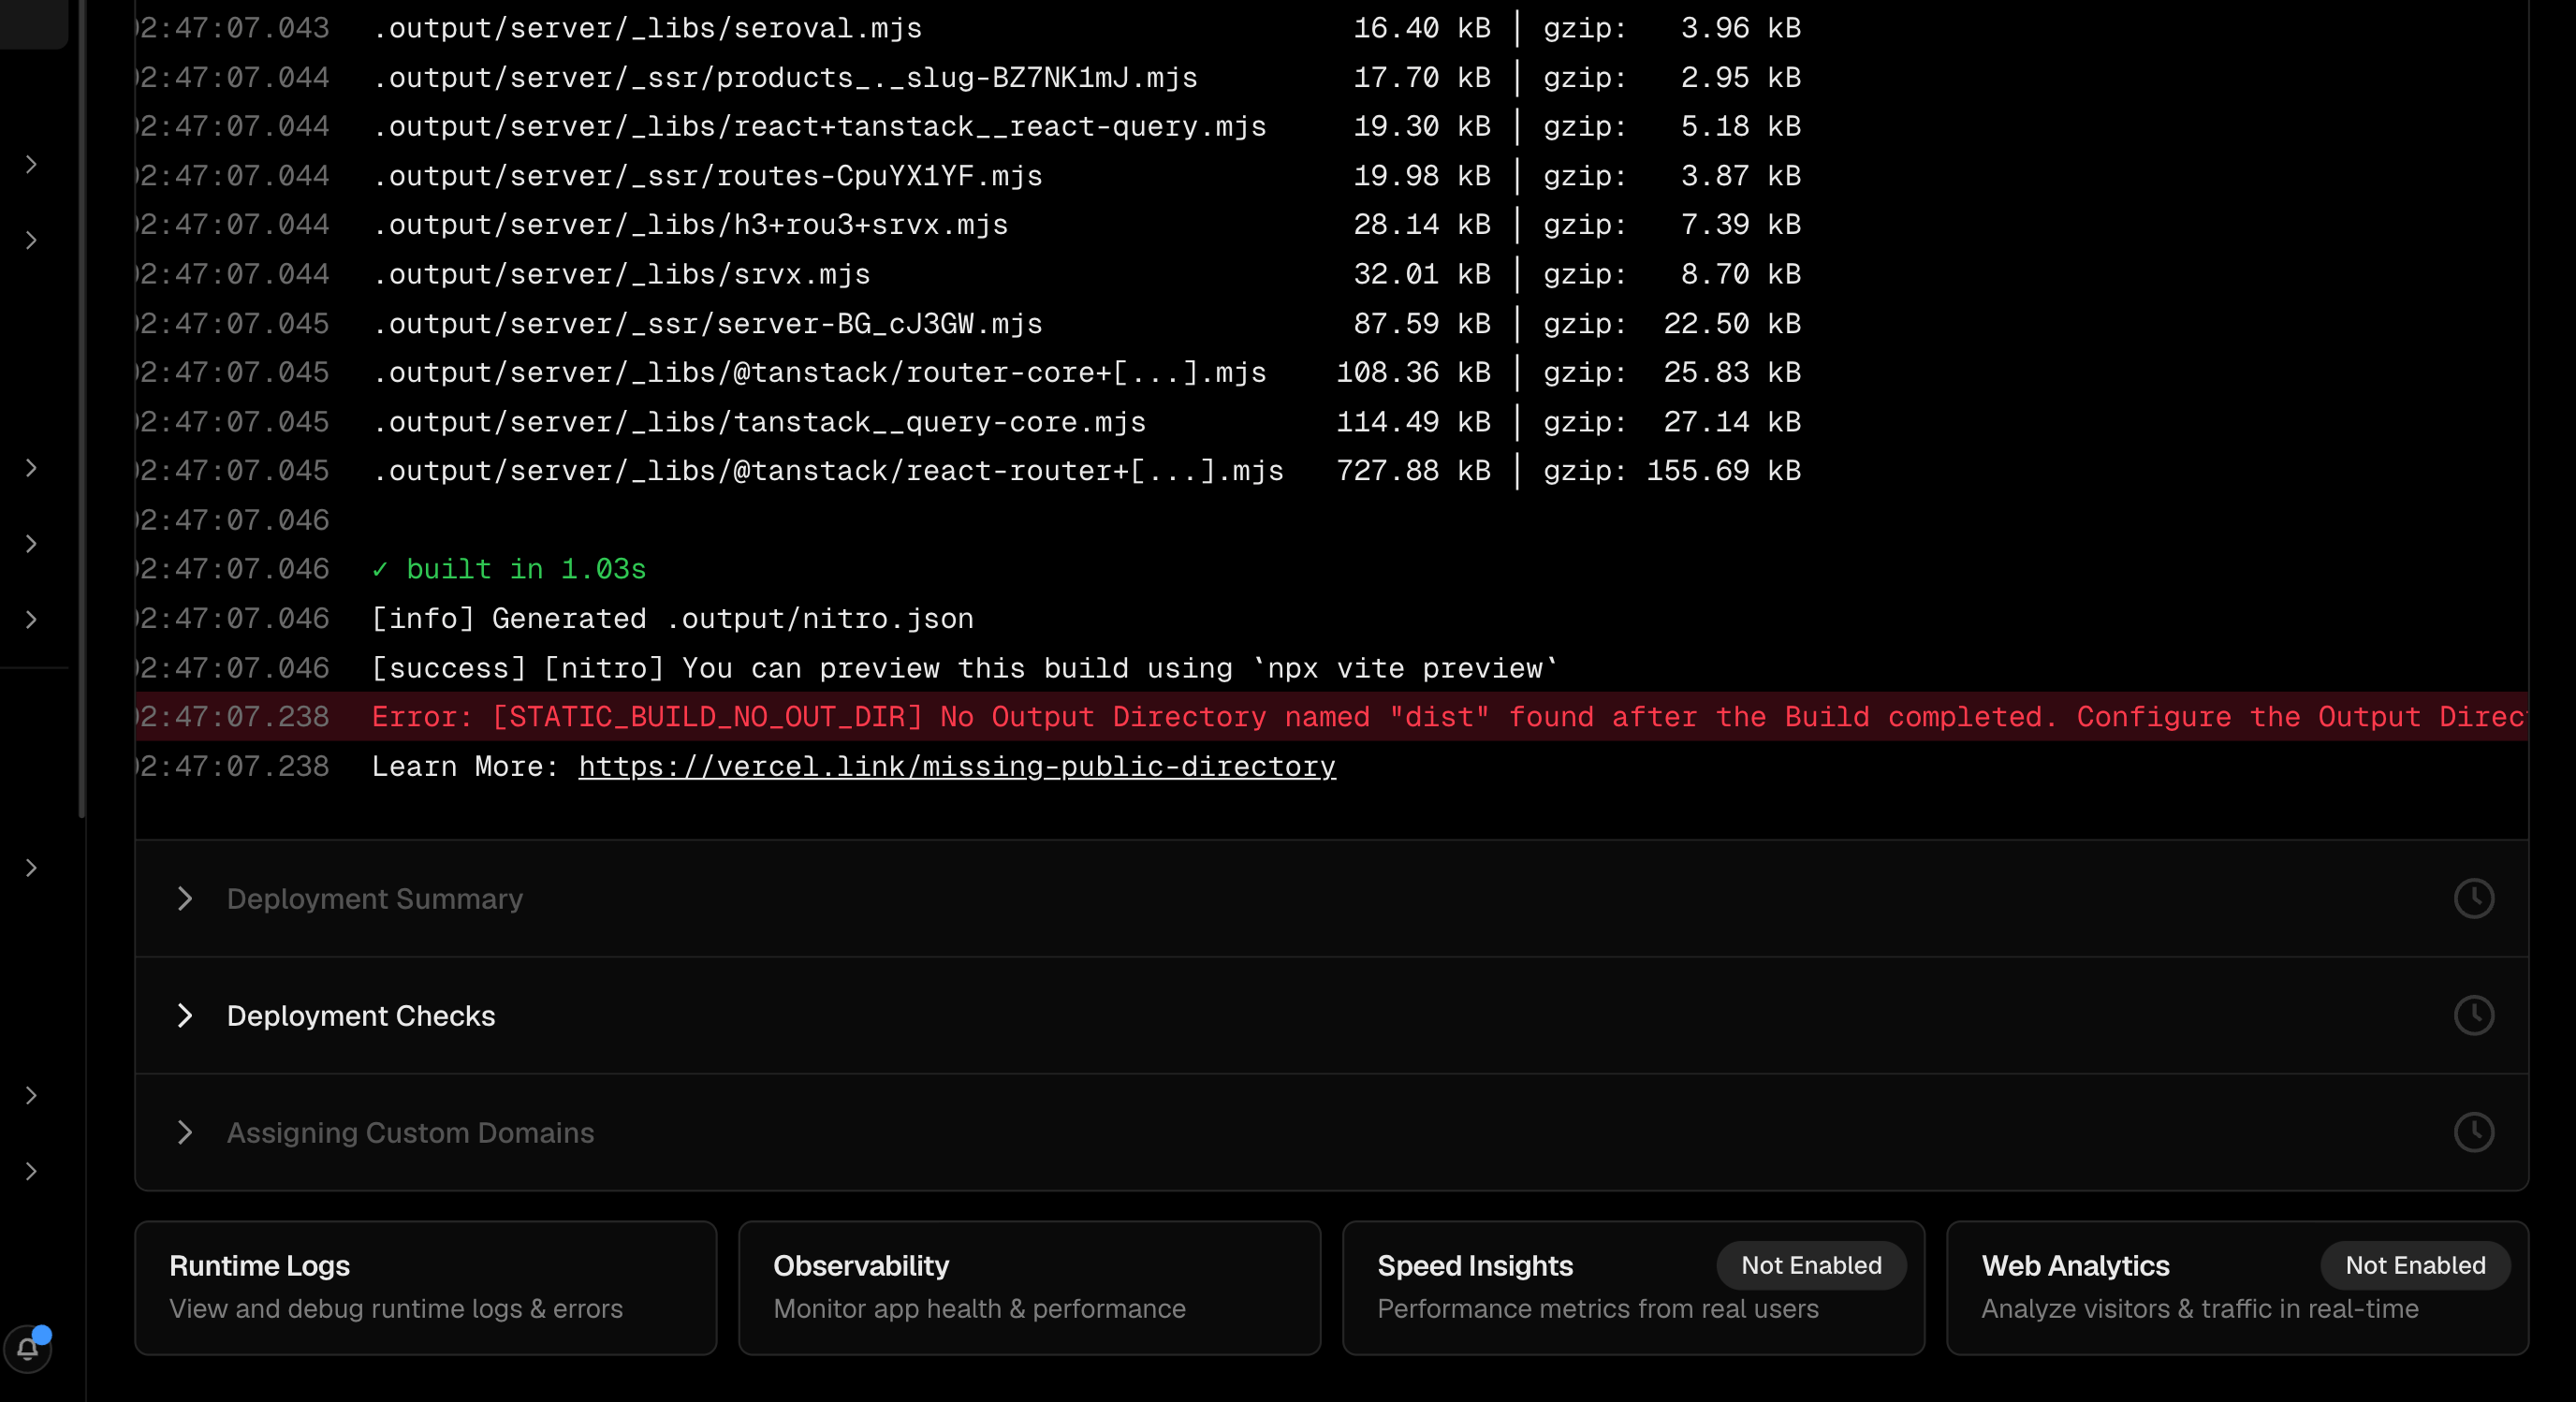 2:47:07.043 .output/server/_libs/seroval.mjs 16.40 kB │ gzip: 3.96 kB
2:47:07.044 .output/server/_ssr/products_._slug-BZ7NK1mJ.mjs 17.70 kB │ gzip: 2.95 kB
2:47:07.044 .output/server/_libs/react+tanstack__react-query.mjs 19.30 kB │ gzip: 5.18 kB
2:47:07.044 .output/server/_ssr/routes-CpuYX1YF.mjs 19.98 kB │ gzip: 3.87 kB
2:47:07.044 .output/server/_libs/h3+rou3+srvx.mjs 28.14 kB │ gzip: 7.39 kB
2:47:07.044 .output/server/_libs/srvx.mjs 32.01 kB │ gzip: 8.70 kB
2:47:07.045 .output/server/_ssr/server-BG_cJ3GW.mjs 87.59 kB │ gzip: 22.50 kB
2:47:07.045 .output/server/_libs/@tanstack/router-core+[...].mjs 108.36 kB │ gzip: 25.83 kB
2:47:07.045 .output/server/_libs/tanstack__query-core.mjs 114.49 kB │ gzip: 27.14 kB
2:47:07.045 .output/server/_libs/@tanstack/react-router+[...].mjs 727.88 kB │ gzip: 155.69 kB
2:47:07.046
2:47:07.046 ✓ built in 1.03s
2:47:07.046 [info] Generated .output/nitro.json
2:47:07.046 [success] [nitro] You can preview this build using `npx vite preview`
2:47:07.238 Error: [STATIC_BUILD_NO_OUT_DIR] No Output Directory named "dist" found after the Build completed. Configure the Output Direc
2:47:07.238 Learn More: https://vercel.link/missing-public-directory
Deployment Summary
Deployment Checks
Assigning Custom Domains
Runtime Logs
View and debug runtime logs & errors
Observability
Monitor app health & performance
Speed Insights Not Enabled
Performance metrics from real users
Web Analytics Not Enabled
Analyze visitors & traffic in real-time